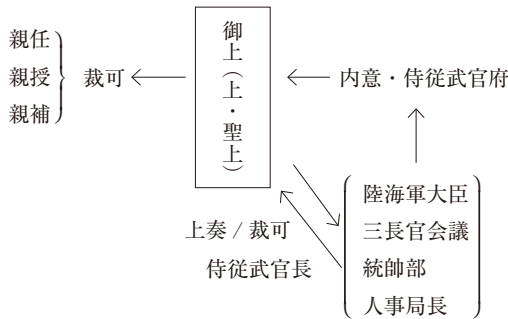 親任
親授
親補
裁可
御上（上・聖上）
内意・侍従武官府
陸海軍大臣
三長官会議
統帥部
人事局長
上奏 / 裁可
侍従武官長